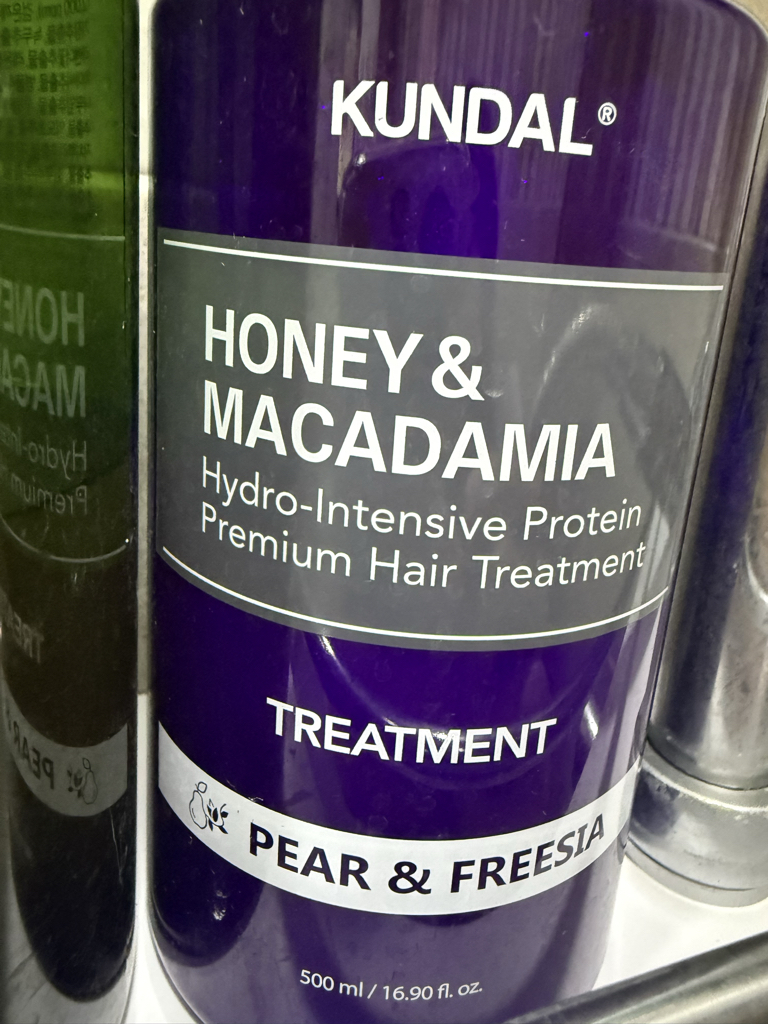 KUNDAL®
HONEY &
MACADAMIA
Hydro-Intensive Protein
Premium Hair Treatment
TREATMENT
PEAR & FREESIA
500 ml / 16.90 fl. oz.